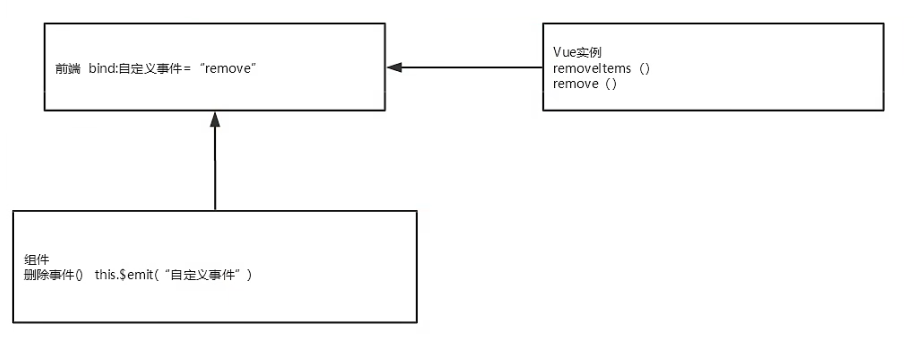 前端 bind:自定义事件= “remove”
Vue实例
removeItems（）
remove（）
组件
删除事件() this.$emit(“自定义事件”)